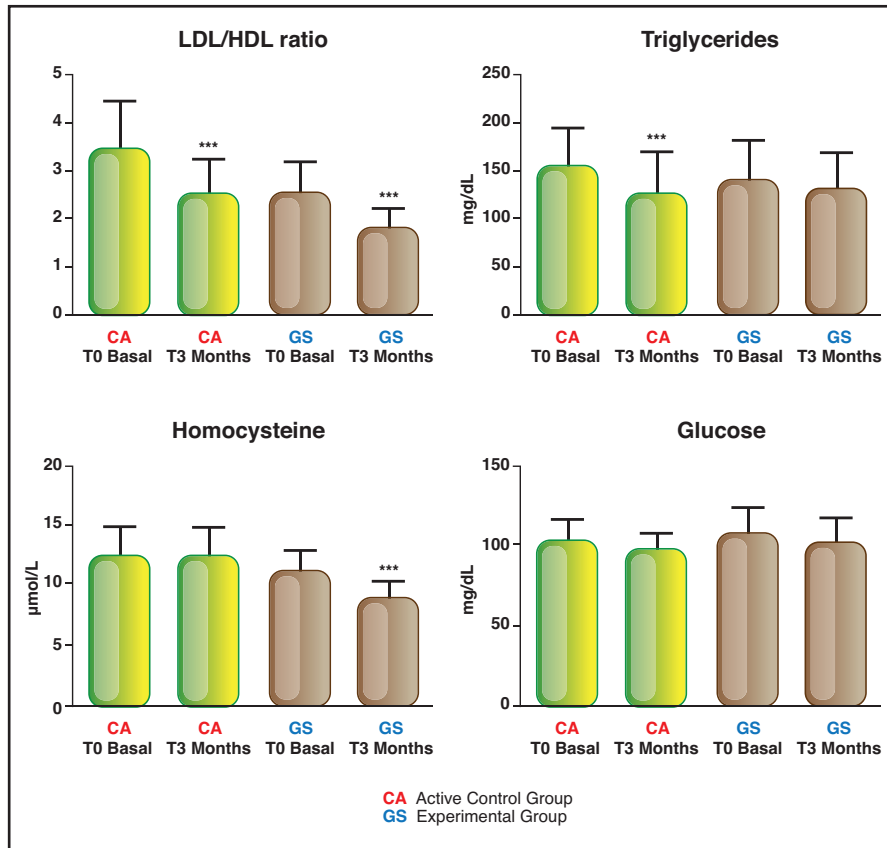 LDL/HDL ratio
5
4
3
2
1
0
***
***
CA CA GS GS
T0 Basal T3 Months T0 Basal T3 Months
Triglycerides
mg/dL
250
200
150
100
50
0
***
CA CA GS GS
T0 Basal T3 Months T0 Basal T3 Months
Homocysteine
µmol/L
20
15
10
5
0
***
CA CA GS GS
T0 Basal T3 Months T0 Basal T3 Months
Glucose
mg/dL
150
100
50
0
CA CA GS GS
T0 Basal T3 Months T0 Basal T3 Months
CA Active Control Group
GS Experimental Group